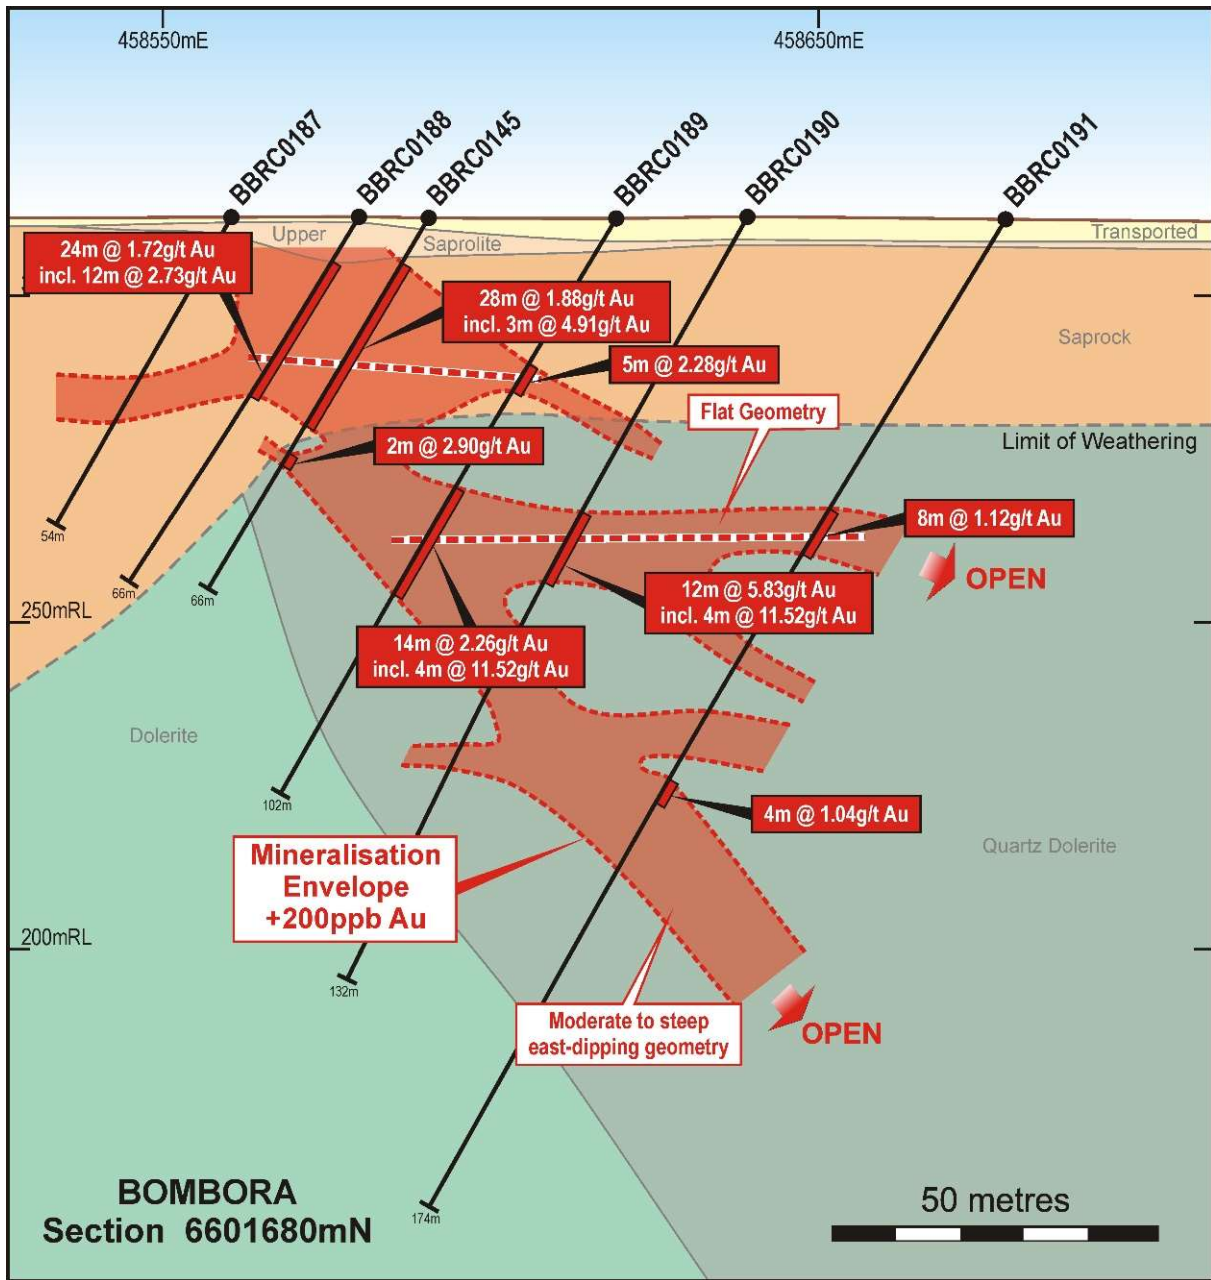 458550mE
458650mE
BBRC0187
BBRC0188
BBRC0145
BBRC0189
BBRC0190
BBRC0191
Upper
Saprolite
Transported
24m @ 1.72g/t Au
incl. 12m @ 2.73g/t Au
28m @ 1.88g/t Au
incl. 3m @ 4.91g/t Au
Saprock
5m @ 2.28g/t Au
Flat Geometry
Limit of Weathering
2m @ 2.90g/t Au
8m @ 1.12g/t Au
54m
OPEN
66m
66m
12m @ 5.83g/t Au
incl. 4m @ 11.52g/t Au
250mRL
14m @ 2.26g/t Au
incl. 4m @ 11.52g/t Au
Dolerite
102m
4m @ 1.04g/t Au
Quartz Dolerite
Mineralisation
Envelope
+200ppb Au
200mRL
132m
Moderate to steep
east-dipping geometry
OPEN
BOMBORA
Section 6601680mN
174m
50 metres